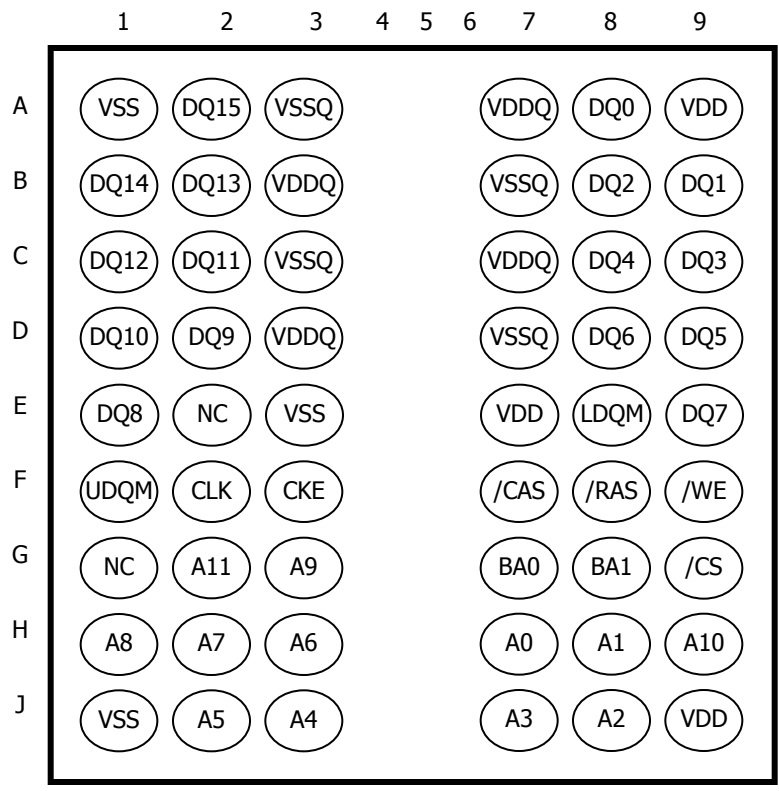 1 2 3 4 5 6 7 8 9
A VSS DQ15 VSSQ VDDQ DQ0 VDD
B DQ14 DQ13 VDDQ VSSQ DQ2 DQ1
C DQ12 DQ11 VSSQ VDDQ DQ4 DQ3
D DQ10 DQ9 VDDQ VSSQ DQ6 DQ5
E DQ8 NC VSS VDD LDQM DQ7
F UDQM CLK CKE /CAS /RAS /WE
G NC A11 A9 BA0 BA1 /CS
H A8 A7 A6 A0 A1 A10
J VSS A5 A4 A3 A2 VDD